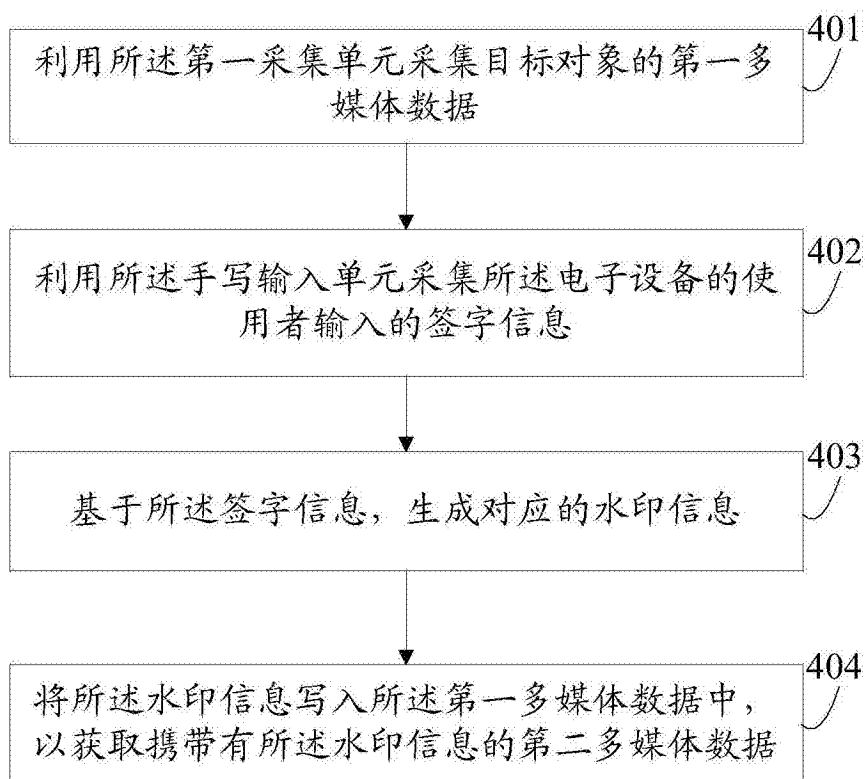 401
利用所述第一采集单元采集目标对象的第一多
媒体数据
402
利用所述手写输入单元采集所述电子设备的使
用者输入的签字信息
403
基于所述签字信息，生成对应的水印信息
404
将所述水印信息写入所述第一多媒体数据中，
以获取携带有所述水印信息的第二多媒体数据